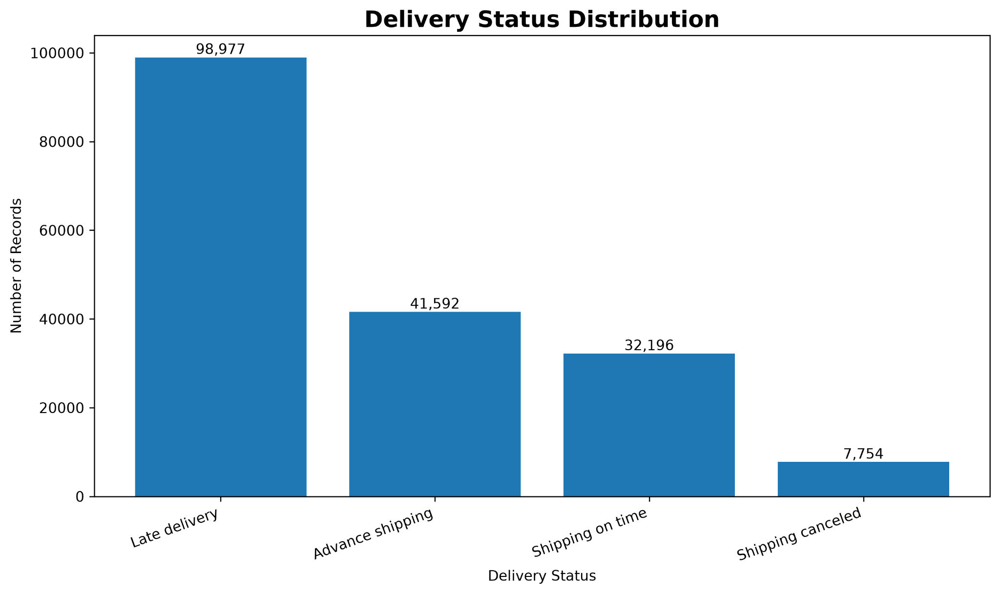 Delivery Status Distribution
100000
80000
60000
40000
20000
0
Number of Records
98,977
41,592
32,196
7,754
Late delivery
Advance shipping
Shipping on time
Shipping canceled
Delivery Status